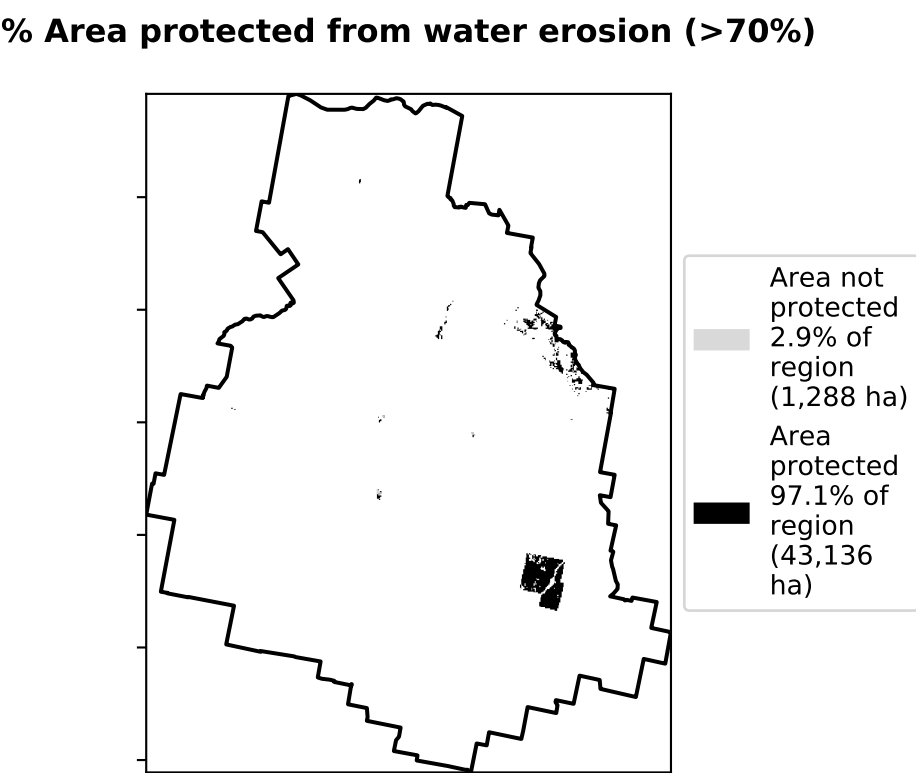 % Area protected from water erosion (>70%)
Area not
protected
2.9% of
region
(1,288 ha)
Area
protected
97.1% of
region
(43,136
ha)